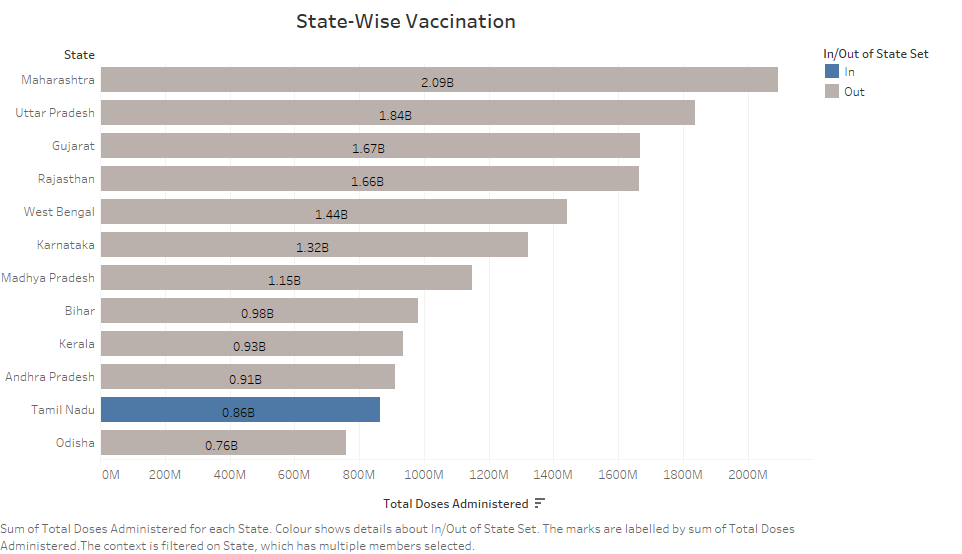 State-Wise Vaccination
State
In/Out of State Set
In
Out
Maharashtra 2.09B
Uttar Pradesh 1.84B
Gujarat 1.67B
Rajasthan 1.66B
West Bengal 1.44B
Karnataka 1.32B
Madhya Pradesh 1.15B
Bihar 0.98B
Kerala 0.93B
Andhra Pradesh 0.91B
Tamil Nadu 0.86B
Odisha 0.76B
0M 200M 400M 600M 800M 1000M 1200M 1400M 1600M 1800M 2000M
Total Doses Administered
Sum of Total Doses Administered for each State. Colour shows details about In/Out of State Set. The marks are labelled by sum of Total Doses
Administered.The context is filtered on State, which has multiple members selected.